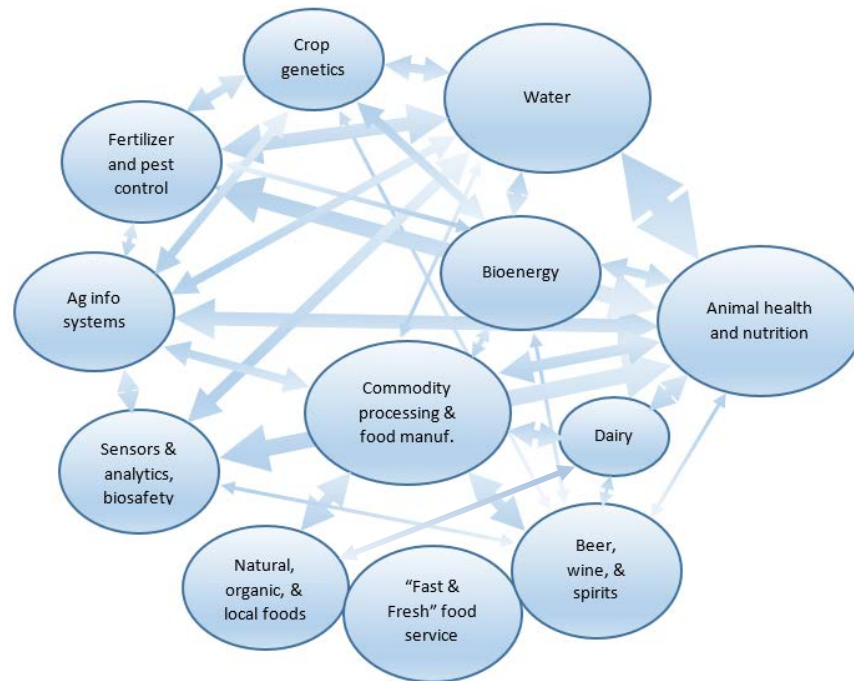 Crop
genetics
Water
Fertilizer
and pest
control
Bioenergy
Ag info
systems
Animal health
and nutrition
Commodity
processing &
food manuf.
Dairy
Sensors &
analytics,
biosafety
Natural,
organic, &
local foods
“Fast &
Fresh” food
service
Beer,
wine, &
spirits